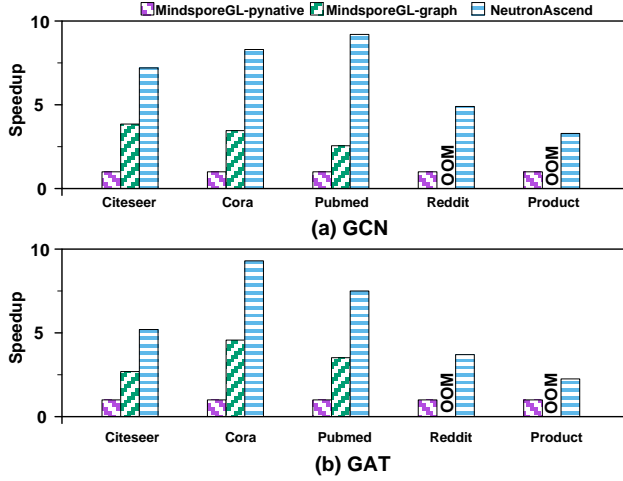 MindsporeGL-pynative MindsporeGL-graph NeutronAscend
10
Speedup
5
0
OOM
OOM
Citeseer Cora Pubmed Reddit Product
(a) GCN
10
Speedup
5
0
OOM
OOM
Citeseer Cora Pubmed Reddit Product
(b) GAT